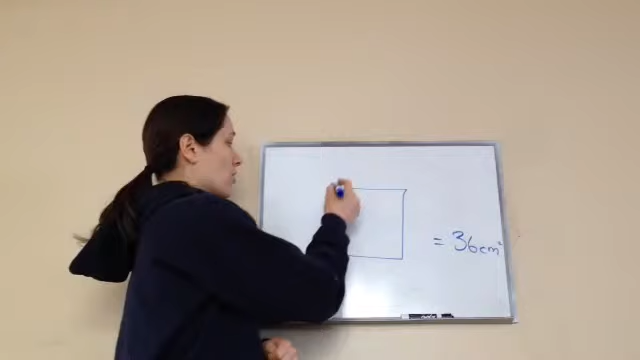 = 36cm²